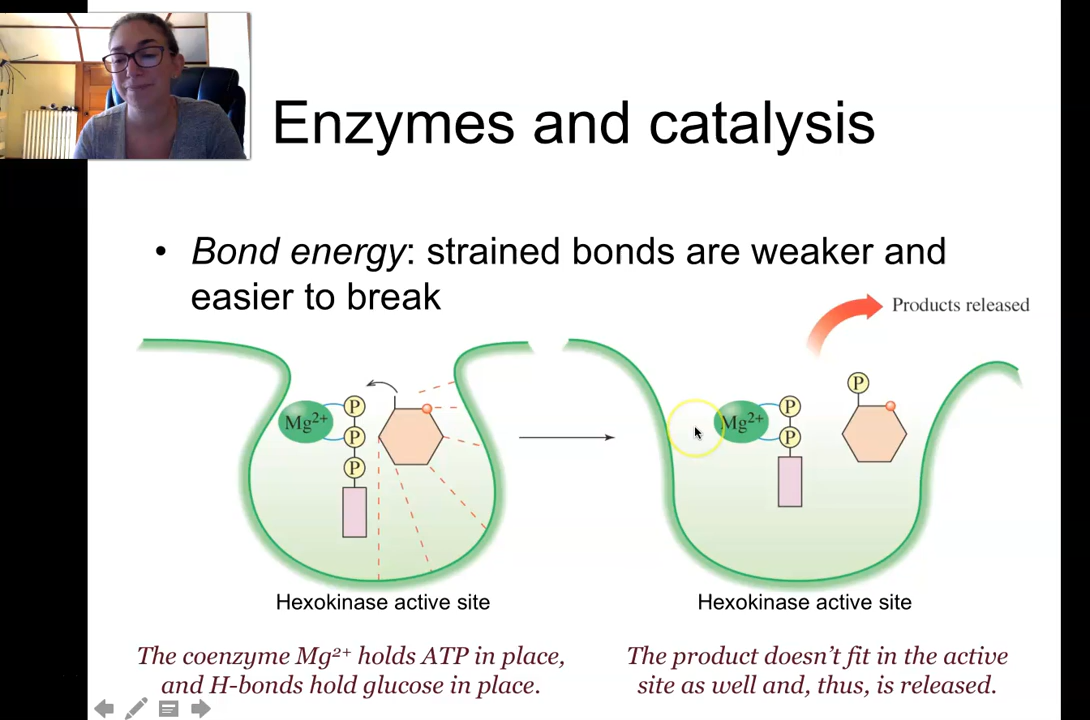 Enzymes and catalysis
• Bond energy: strained bonds are weaker and
easier to break
Products released
P
Mg²⁺ P P
P P
P
Mg²⁺ P
P
Hexokinase active site Hexokinase active site
The coenzyme Mg²⁺ holds ATP in place,
and H-bonds hold glucose in place.
The product doesn’t fit in the active
site as well and, thus, is released.